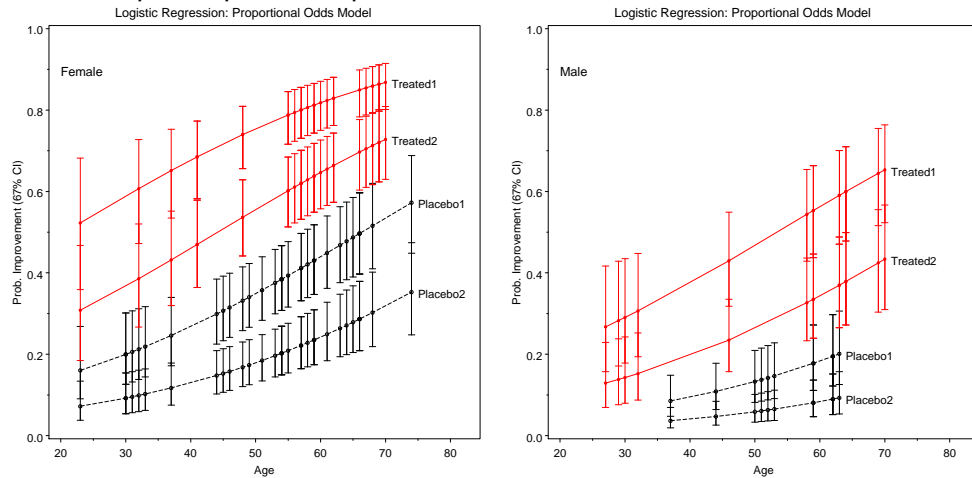 Logistic Regression: Proportional Odds Model
1.0
0.8
0.6
0.4
0.2
0.0
Prob. Improvement (67% CI)
Female
Treated1
Treated2
Placebo1
Placebo2
20 30 40 50 60 70 80
Age
Logistic Regression: Proportional Odds Model
1.0
0.8
0.6
0.4
0.2
0.0
Prob. Improvement (67% CI)
Male
Treated1
Treated2
Placebo1
Placebo2
20 30 40 50 60 70 80
Age